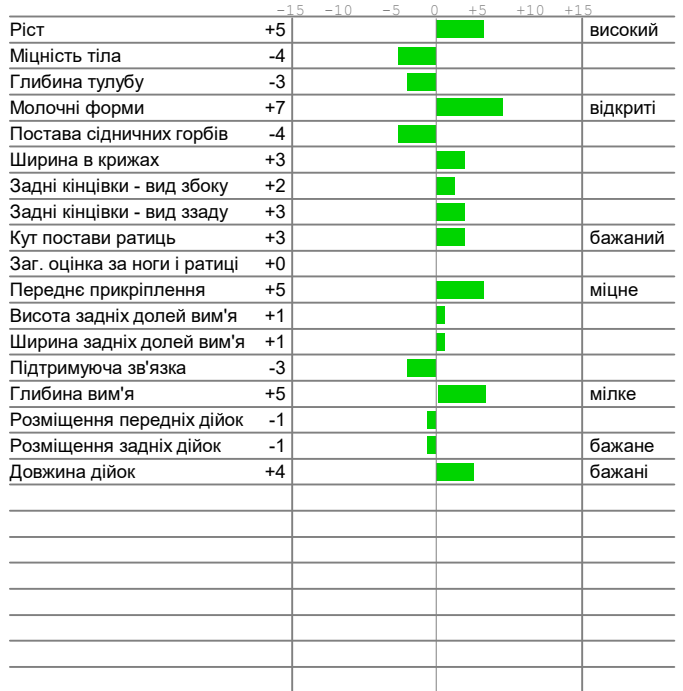 -15 -10 -5 0 +5 +10 +15
Ріст +5 високий
Міцність тіла -4
Глибина тулубу -3
Молочні форми +7 відкриті
Постава сідничних горбів -4
Ширина в крижах +3
Задні кінцівки - вид збоку +2
Задні кінцівки - вид ззаду +3
Кут постави ратиць +3 бажаний
Заг. оцінка за ноги і ратиці +0
Переднє прикріплення +5 міцне
Висота задніх долей вим'я +1
Ширина задніх долей вим'я +1
Підтримуюча зв'язка -3
Глибина вим'я +5 мілке
Розміщення передніх дійок -1
Розміщення задніх дійок -1 бажане
Довжина дійок +4 бажані